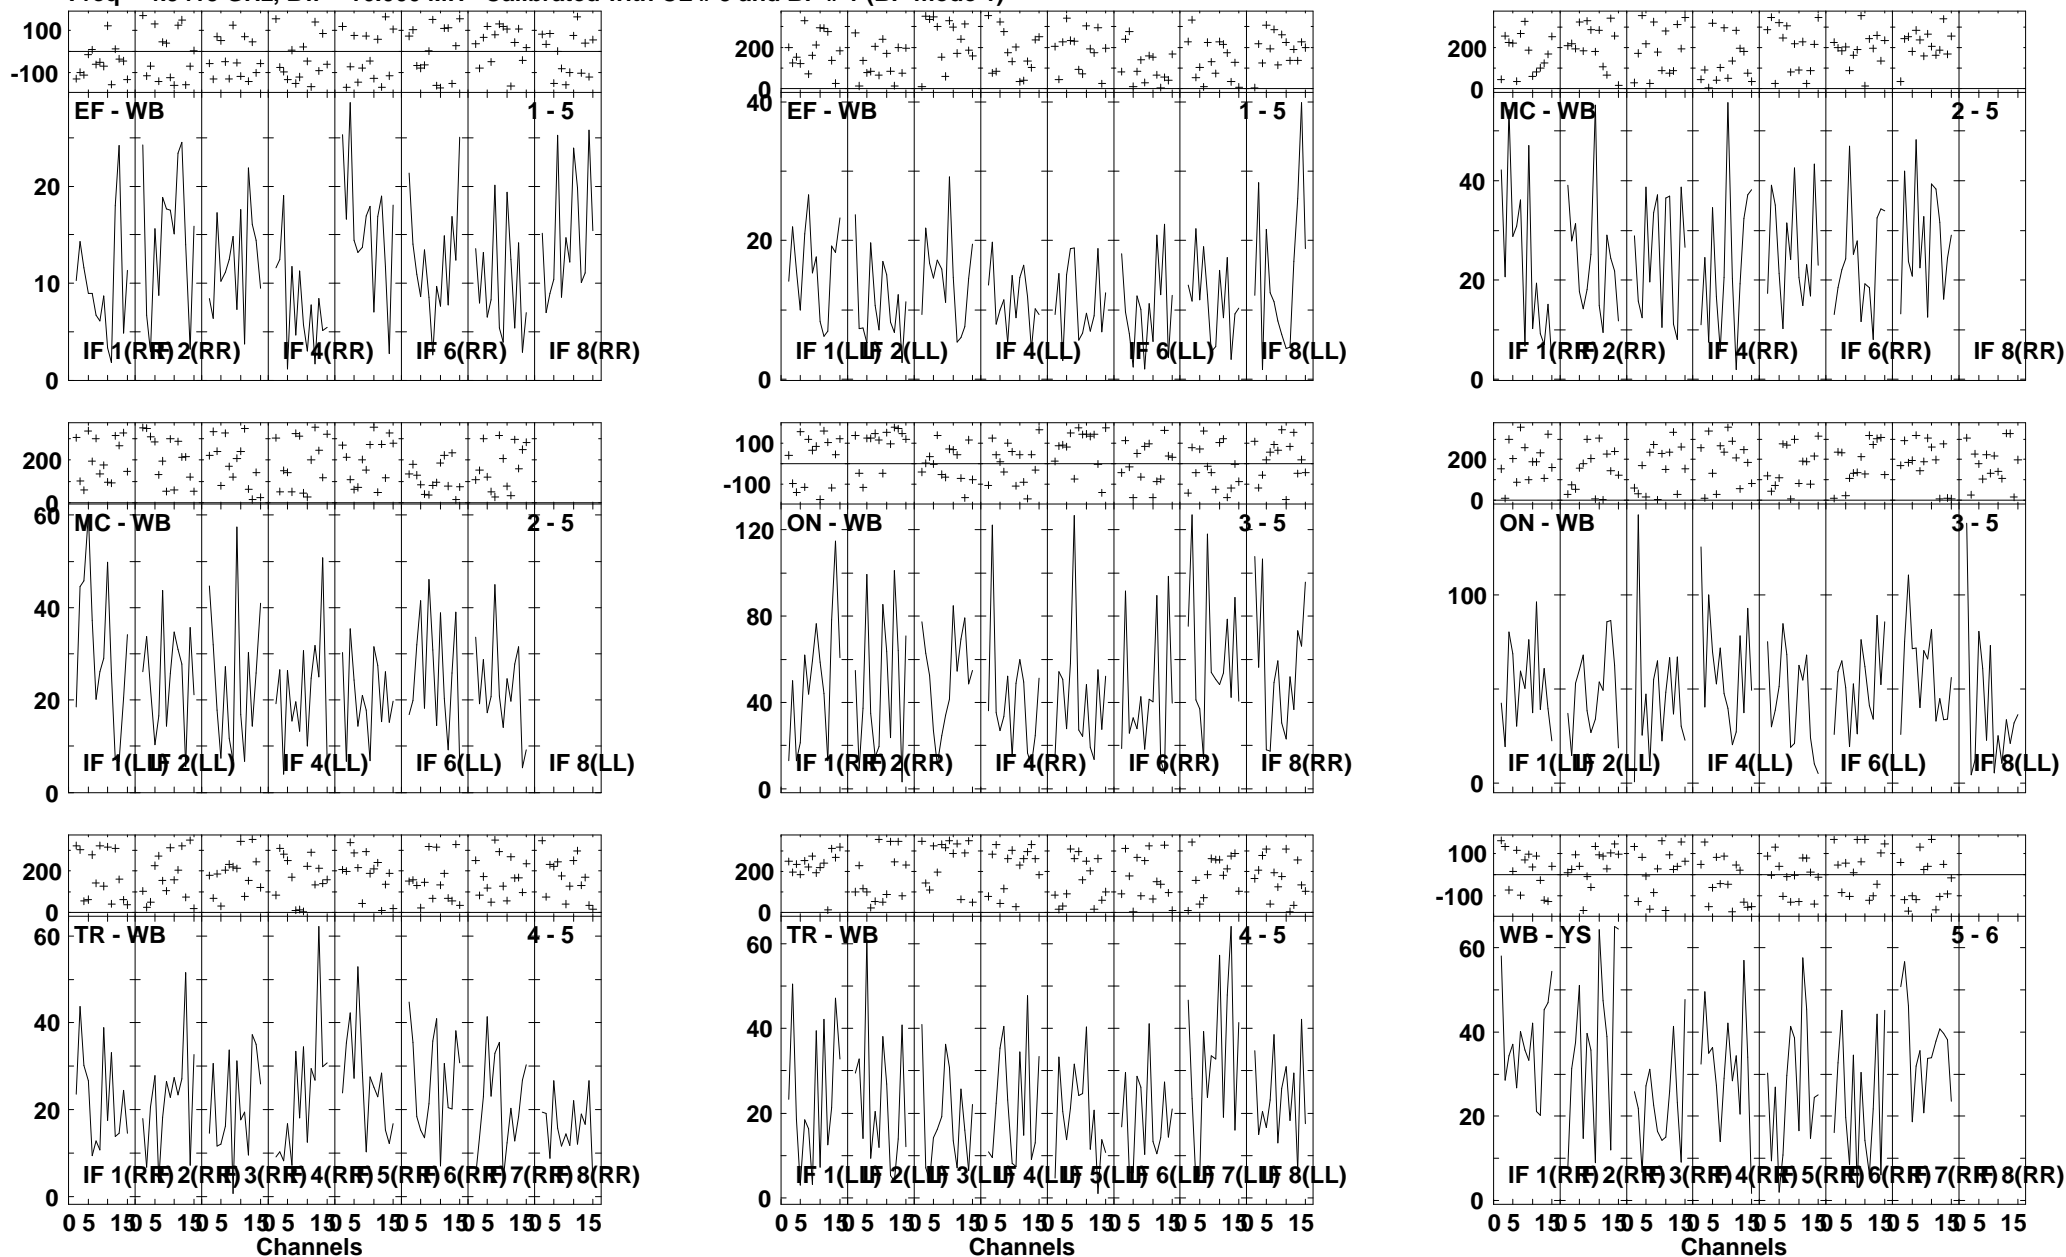 Freq = GHz, Bw = MH Calibrated with CL # and BP # 1 (BP mode 1)
100
-100
EF - WB 1 - 5
20
10
0
IF 1(RR) IF 2(RR) IF 4(RR) IF 6(RR) IF 8(RR)
200
0
EF - WB 1 - 5
40
20
0
IF 1(LL) IF 2(LL) IF 4(LL) IF 6(LL) IF 8(LL)
200
0
MC - WB 2 - 5
40
20
0
IF 1(RR) IF 2(RR) IF 4(RR) IF 6(RR) IF 8(RR)
200
0
MC - WB 2 - 5
60
40
20
0
IF 1(LL) IF 2(LL) IF 4(LL) IF 6(LL) IF 8(LL)
100
-100
ON - WB 3 - 5
120
80
40
0
IF 1(RR) IF 2(RR) IF 4(RR) IF 6(RR) IF 8(RR)
200
0
ON - WB 3 - 5
100
0
IF 1(LL) IF 2(LL) IF 4(LL) IF 6(LL) IF 8(LL)
200
0
TR - WB 4 - 5
60
40
20
0
IF 1(RR) IF 2(RR) IF 3(RR) IF 4(RR) IF 5(RR) IF 6(RR) IF 7(RR) IF 8(RR)
0 5 15 0 5 15 0 5 15 0 5 15 0 5 15 0 5 15 0 5 15 0 5 15
Channels
200
0
TR - WB 4 - 5
60
40
20
0
IF 1(LL) IF 2(LL) IF 3(LL) IF 4(LL) IF 5(LL) IF 6(LL) IF 7(LL) IF 8(LL)
0 5 15 0 5 15 0 5 15 0 5 15 0 5 15 0 5 15 0 5 15 0 5 15
Channels
100
-100
WB - YS 5 - 6
60
40
20
0
IF 1(RR) IF 2(RR) IF 3(RR) IF 4(RR) IF 5(RR) IF 6(RR) IF 7(RR) IF 8(RR)
0 5 15 0 5 15 0 5 15 0 5 15 0 5 15 0 5 15 0 5 15 0 5 15
Channels